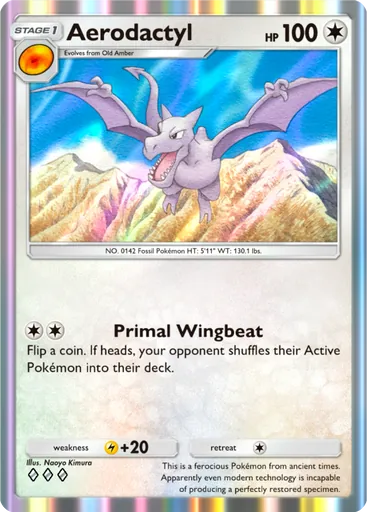 STAGE 1
Aerodactyl
HP 100
Evolves from Old Amber
NO. 0142 Fossil Pokémon HT: 5'11" WT: 130.1 lbs.
Primal Wingbeat
Flip a coin. If heads, your opponent shuffles their Active
Pokémon into their deck.
weakness +20
retreat
Illus. Naoyo Kimura
This is a ferocious Pokémon from ancient times.
Apparently even modern technology is incapable
of producing a perfectly restored specimen.